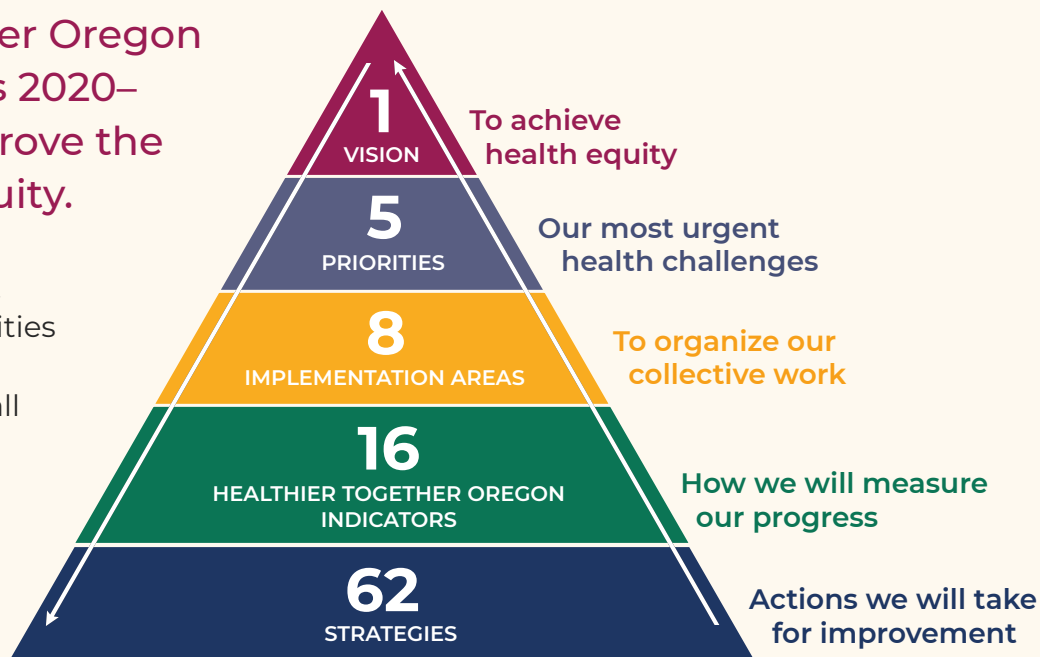 er Oregon
s 2020–
rove the
uity.
ities
all
1
VISION
To achieve
health equity
5
PRIORITIES
Our most urgent
health challenges
8
IMPLEMENTATION AREAS
To organize our
collective work
16
HEALTHIER TOGETHER OREGON
INDICATORS
How we will measure
our progress
62
STRATEGIES
Actions we will take
for improvement